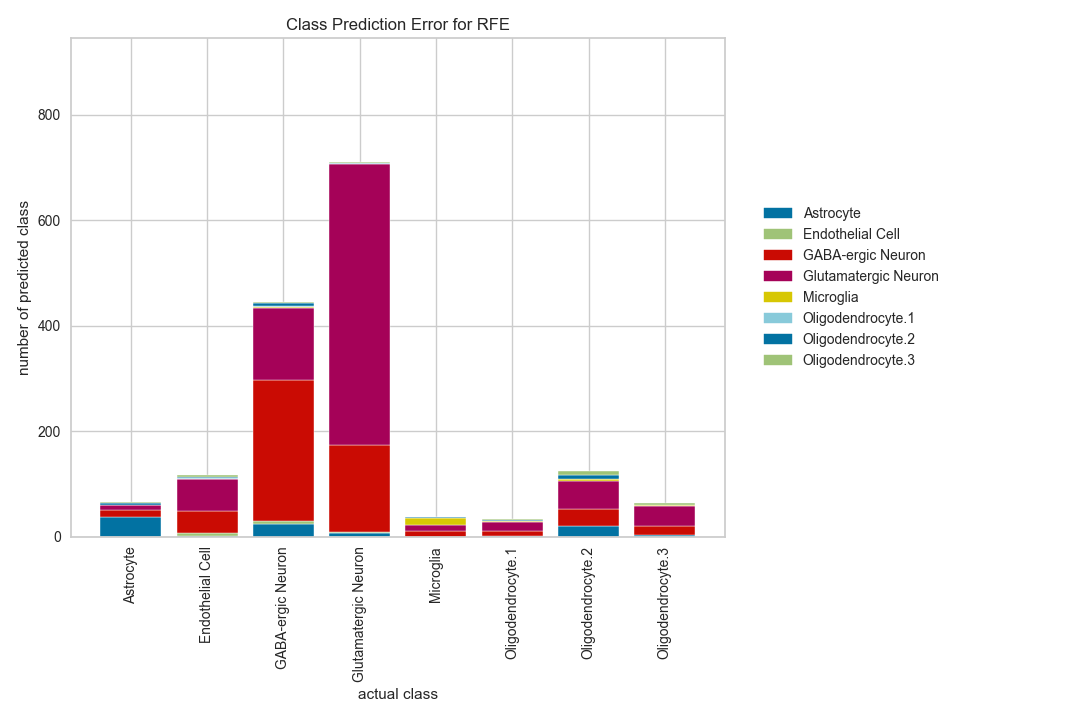 Class Prediction Error for RFE
number of predicted class
800
600
400
200
0
Astrocyte
Endothelial Cell
GABA-ergic Neuron
Glutamatergic Neuron
Microglia
Oligodendrocyte.1
Oligodendrocyte.2
Oligodendrocyte.3
actual class
Astrocyte
Endothelial Cell
GABA-ergic Neuron
Glutamatergic Neuron
Microglia
Oligodendrocyte.1
Oligodendrocyte.2
Oligodendrocyte.3